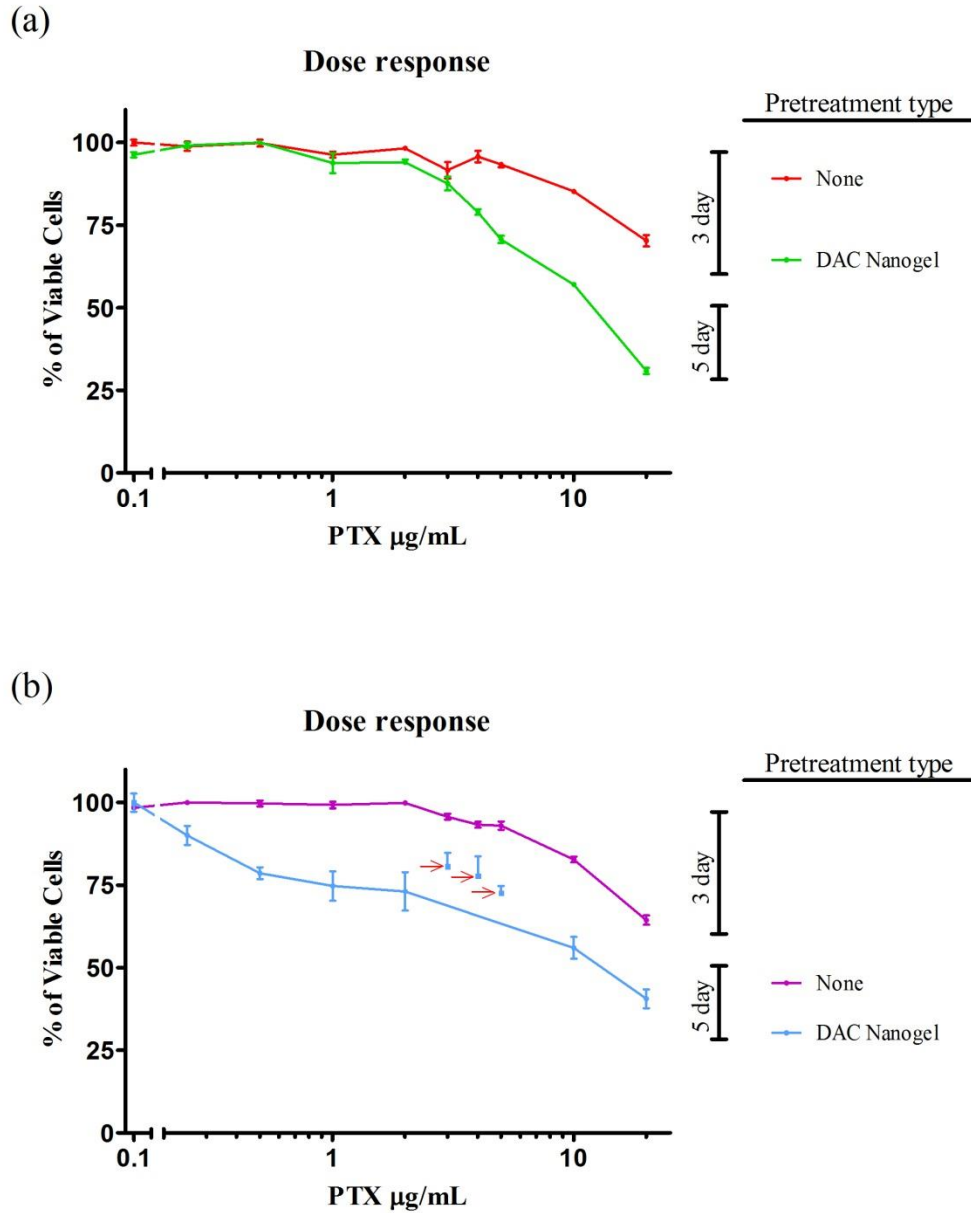 (a)
Dose response
Pretreatment type
100
75
50
25
0
% of Viable Cells
0.1
1
10
PTX µg/mL
3 day
None
DAC Nanogel
5 day
(b)
Dose response
Pretreatment type
100
75
50
25
0
% of Viable Cells
0.1
1
10
PTX µg/mL
3 day
5 day
None
DAC Nanogel